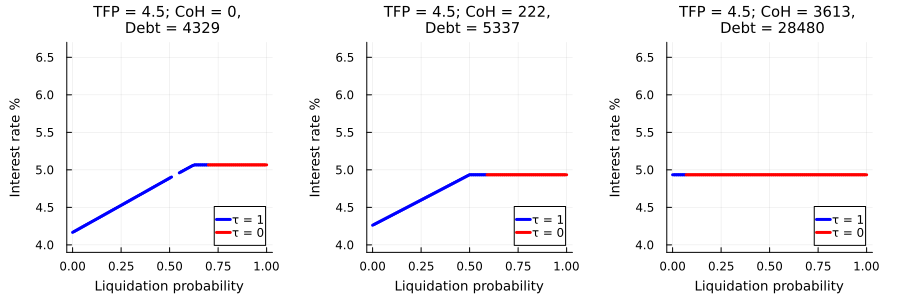 TFP = 4.5; CoH = 0,
Debt = 4329
Interest rate %
6.5
6.0
5.5
5.0
4.5
4.0
τ = 1
τ = 0
0.00 0.25 0.50 0.75 1.00
Liquidation probability
TFP = 4.5; CoH = 222,
Debt = 5337
Interest rate %
6.5
6.0
5.5
5.0
4.5
4.0
τ = 1
τ = 0
0.00 0.25 0.50 0.75 1.00
Liquidation probability
TFP = 4.5; CoH = 3613,
Debt = 28480
Interest rate %
6.5
6.0
5.5
5.0
4.5
4.0
τ = 1
τ = 0
0.00 0.25 0.50 0.75 1.00
Liquidation probability